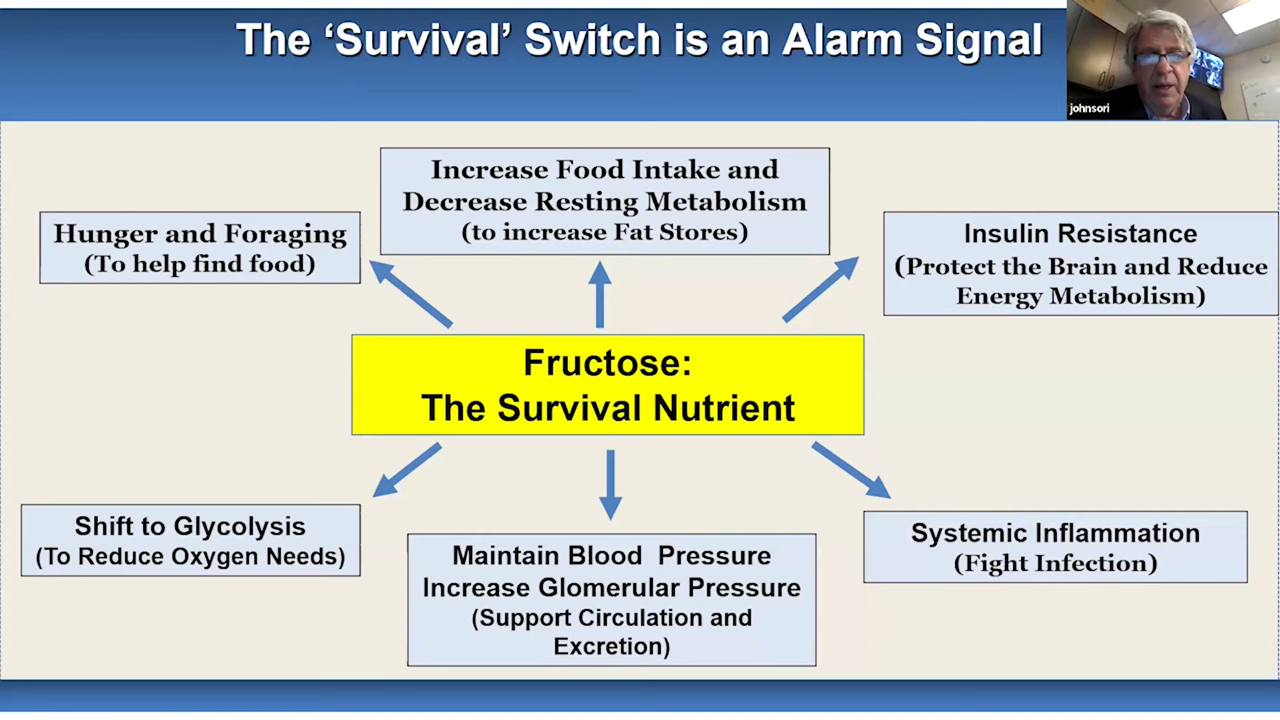 The ‘Survival’ Switch is an Alarm Signal
johnsori
Increase Food Intake and
Decrease Resting Metabolism
(to increase Fat Stores)
Hunger and Foraging
(To help find food)
Insulin Resistance
(Protect the Brain and Reduce
Energy Metabolism)
Fructose:
The Survival Nutrient
Shift to Glycolysis
(To Reduce Oxygen Needs)
Maintain Blood  Pressure
Increase Glomerular Pressure
(Support Circulation and
Excretion)
Systemic Inflammation
(Fight Infection)